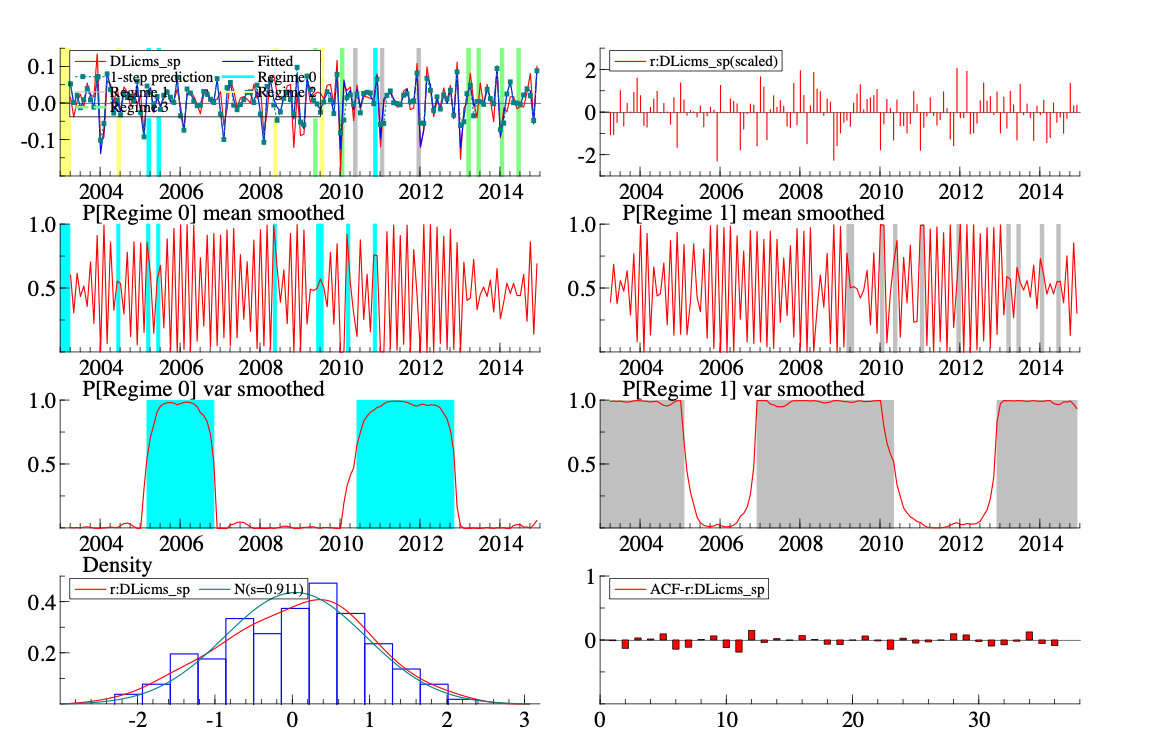 DLicms_sp Fitted
1-step prediction Regime 0
Regime 1 Regime 2
Regime 3
0.1
0.0
-0.1
2004 2006 2008 2010 2012 2014
r:DLicms_sp(scaled)
2
0
-2
2004 2006 2008 2010 2012 2014
P[Regime 0] mean smoothed
1.0
0.5
2004 2006 2008 2010 2012 2014
P[Regime 1] mean smoothed
1.0
0.5
2004 2006 2008 2010 2012 2014
P[Regime 0] var smoothed
1.0
0.5
2004 2006 2008 2010 2012 2014
P[Regime 1] var smoothed
1.0
0.5
2004 2006 2008 2010 2012 2014
Density
r:DLicms_sp N(s=0.911)
0.4
0.2
-2 -1 0 1 2 3
ACF-r:DLicms_sp
1
0
0 10 20 30